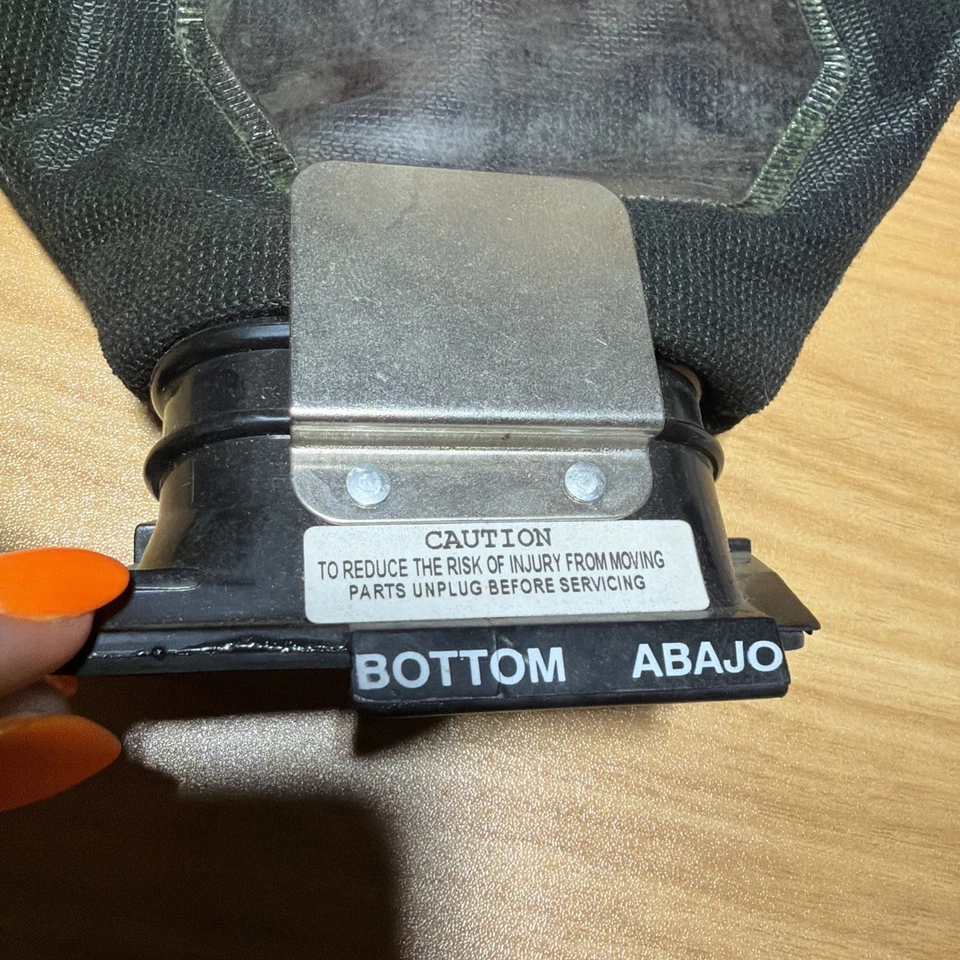 CAUTION
TO REDUCE THE RISK OF INJURY FROM MOVING
PARTS UNPLUG BEFORE SERVICING
BOTTOM ABAJO